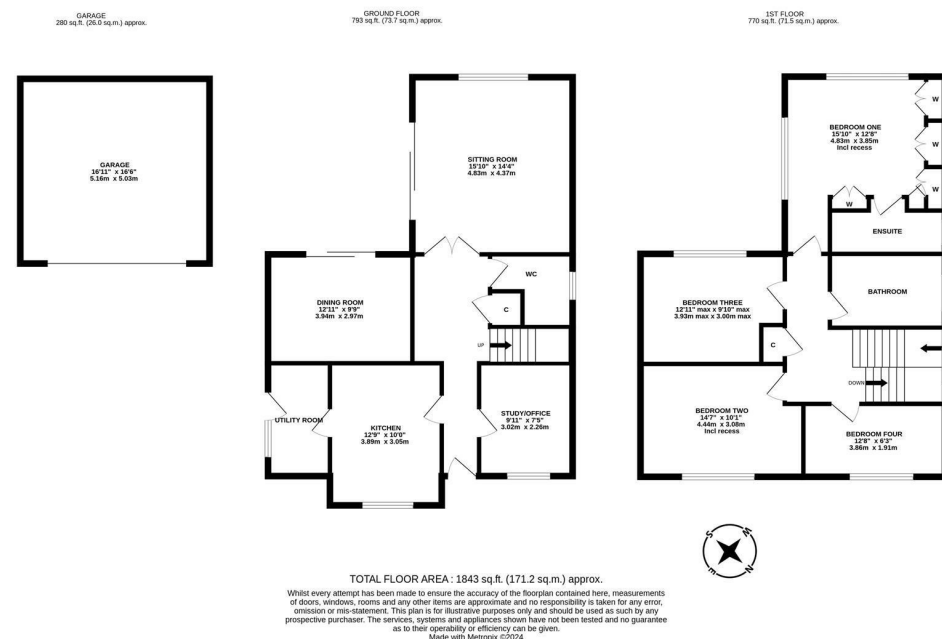 GARAGE
280 sq.ft. (26.0 sq.m.) approx.
GROUND FLOOR
793 sq.ft. (73.7 sq.m.) approx.
1ST FLOOR
770 sq.ft. (71.5 sq.m.) approx.
GARAGE
16'11" x 16'6"
5.16m x 5.03m
SITTING ROOM
15'10" x 14'4"
4.83m x 4.37m
WC
C
DINING ROOM
12'11" x 9'9"
3.94m x 2.97m
UP
UTILITY ROOM
KITCHEN
12'9" x 10'0"
3.89m x 3.05m
STUDY/OFFICE
9'11" x 7'5"
3.02m x 2.26m
BEDROOM ONE
15'10" x 12'8"
4.83m x 3.85m
Incl recess
W
W
W
W
ENSUITE
BATHROOM
BEDROOM THREE
12'11" max x 9'10" max
3.93m max x 3.00m max
C
DOWN
BEDROOM TWO
14'7" x 10'1"
4.44m x 3.08m
Incl recess
BEDROOM FOUR
12'8" x 6'3"
3.86m x 1.91m
S
W
E
N
TOTAL FLOOR AREA : 1843 sq.ft. (171.2 sq.m.) approx.
Whilst every attempt has been made to ensure the accuracy of the floorplan contained here, measurements
of doors, windows, rooms and any other items are approximate and no responsibility is taken for any error,
omission or mis-statement. This plan is for illustrative purposes only and should be used as such by any
prospective purchaser. The services, systems and appliances shown have not been tested and no guarantee
as to their operability or efficiency can be given.
Made with Metropix ©2024